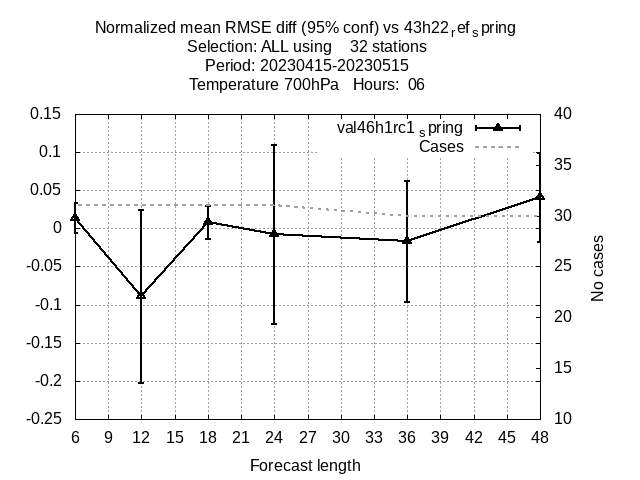 Normalized mean RMSE diff (95% conf) vs 43h22refspring
Selection: ALL using 32 stations
Period: 20230415-20230515
Temperature 700hPa Hours: 06
0.15
0.1
0.05
0
-0.05
-0.1
-0.15
-0.2
-0.25
val46h1rc1spring
Cases
40
35
30
25
20
15
10
No cases
6 9 12 15 18 21 24 27 30 33 36 39 42 45 48
Forecast length